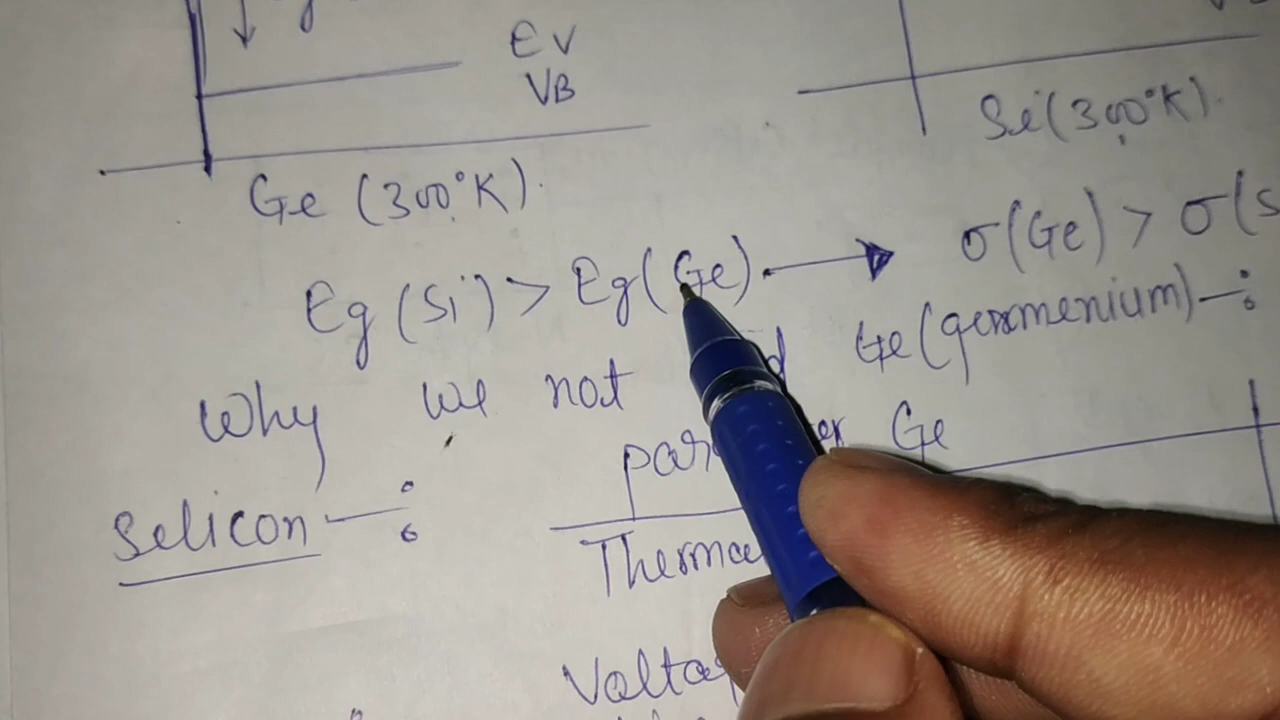 EV
VB
Si (300°K).
Ge (300°K).
Eg (Si) > Eg (Ge). → σ(Ge) > σ(S
Why we not Ge (germenium) —:
Ge
Selicon —:
Therma
Volta